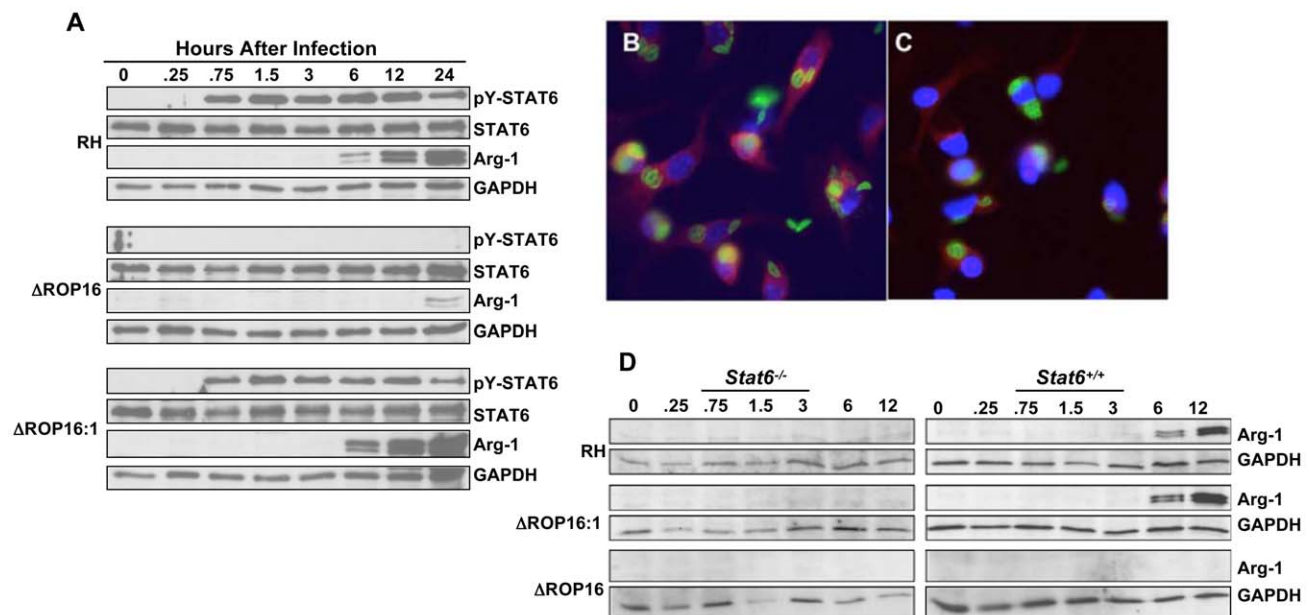 A
Hours After Infection
0 .25 .75 1.5 3 6 12 24
pY-STAT6
STAT6
RH
Arg-1
GAPDH
pY-STAT6
STAT6
ΔROP16
Arg-1
GAPDH
pY-STAT6
STAT6
ΔROP16:1
Arg-1
GAPDH
B
C
D
Stat6-/- Stat6+/+
0 .25 .75 1.5 3 6 12 0 .25 .75 1.5 3 6 12
Arg-1
RH
GAPDH
Arg-1
ΔROP16:1
GAPDH
Arg-1
ΔROP16
GAPDH